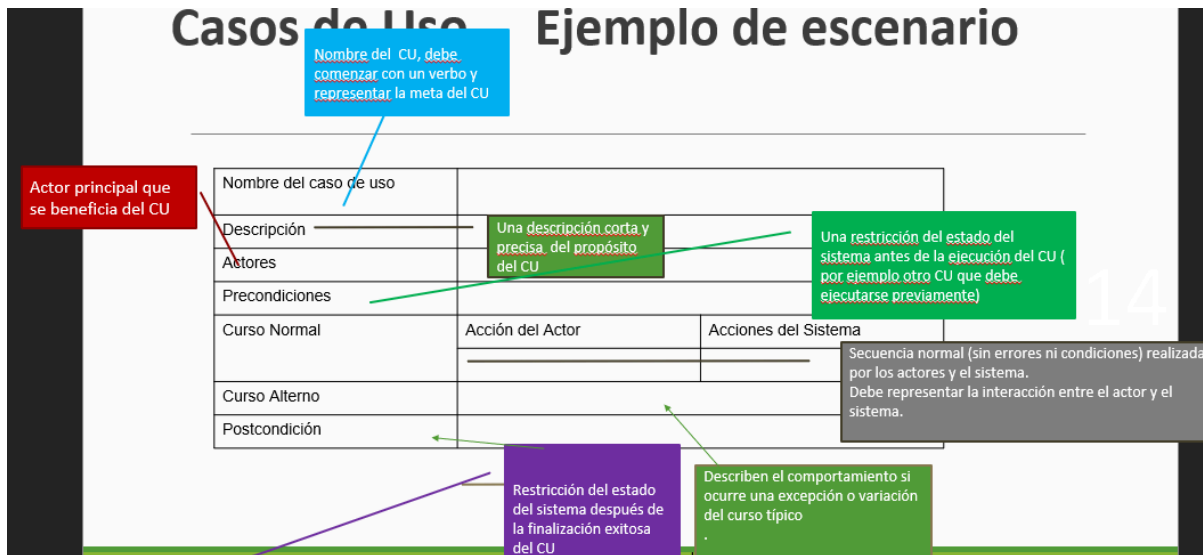 Casos de Uso Ejemplo de escenario
Nombre del CU, debe
comenzar con un verbo y
representar la meta del CU
Actor principal que
se beneficia del CU
Nombre del caso de uso
Descripción
Una descripción corta y
precisa del propósito
del CU
Actores
Precondiciones
Una restricción del estado del
sistema antes de la ejecución del CU (
por ejemplo otro CU que debe
ejecutarse previamente)
14
Curso Normal
Acción del Actor
Acciones del Sistema
Secuencia normal (sin errores ni condiciones) realizada
por los actores y el sistema.
Debe representar la interacción entre el actor y el
sistema.
Curso Alterno
Postcondición
Restricción del estado
del sistema después de
la finalización exitosa
del CU
Describen el comportamiento si
ocurre una excepción o variación
del curso típico
.